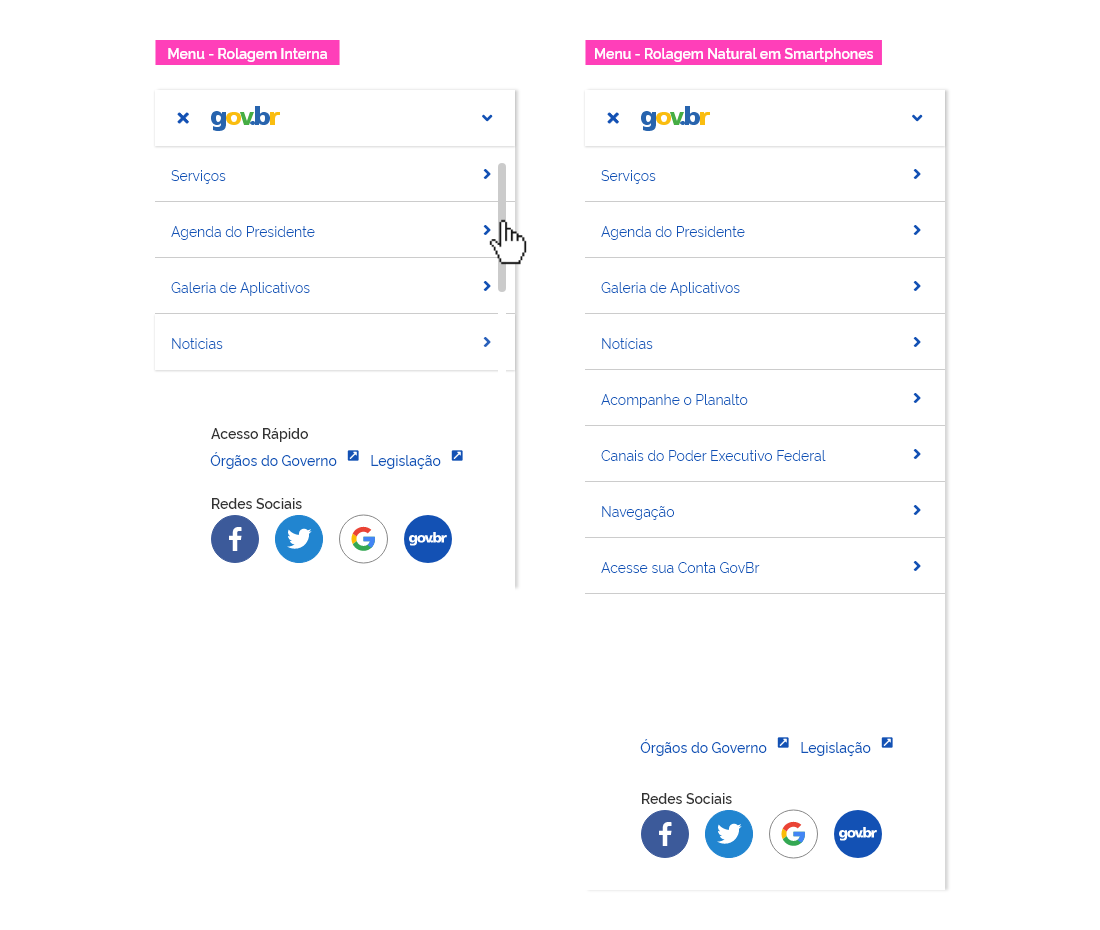 Menu - Rolagem Interna
gov.br
Serviços
Agenda do Presidente
Galeria de Aplicativos
Notícias
Acesso Rápido
Órgãos do Governo Legislação
Redes Sociais
gov.br
Menu - Rolagem Natural em Smartphones
gov.br
Serviços
Agenda do Presidente
Galeria de Aplicativos
Notícias
Acompanhe o Planalto
Canais do Poder Executivo Federal
Navegação
Acesse sua Conta GovBr
Órgãos do Governo Legislação
Redes Sociais
gov.br